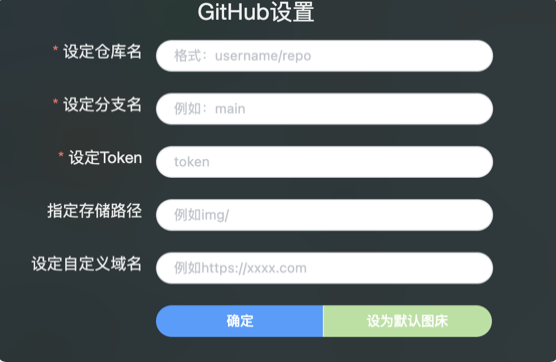 GitHub设置
* 设定仓库名
格式：username/repo
* 设定分支名
例如：main
* 设定Token
token
指定存储路径
例如img/
设定自定义域名
例如https://xxxx.com
确定
设为默认图床